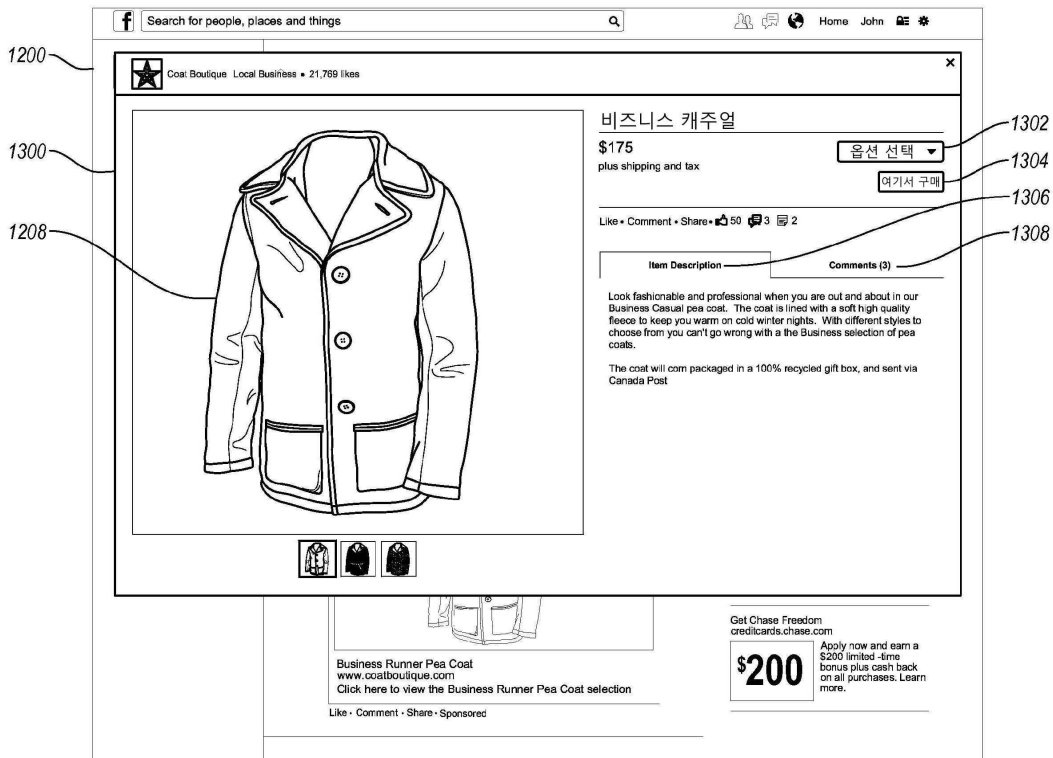 f Search for people, places and things Home John
1200
Coat Boutique Local Business • 21,769 likes ×
비즈니스 캐주얼
1302
$175
옵션 선택
1304
plus shipping and tax
1300
여기서 구매
1306
Like • Comment • Share • 50 3 2
1208
1308
Item Description Comments (3)
Look fashionable and professional when you are out and about in our
Business Casual pea coat. The coat is lined with a soft high quality
fleece to keep you warm on cold winter nights. With different styles to
choose from you can't go wrong with a the Business selection of pea
coats.
The coat will com packaged in a 100% recycled gift box, and sent via
Canada Post
Business Runner Pea Coat
www.coatboutique.com
Click here to view the Business Runner Pea Coat selection
Like • Comment • Share • Sponsored
Get Chase Freedom
creditcards.chase.com
$200
Apply now and earn a
$200 limited -time
bonus plus cash back
on all purchases. Learn
more.